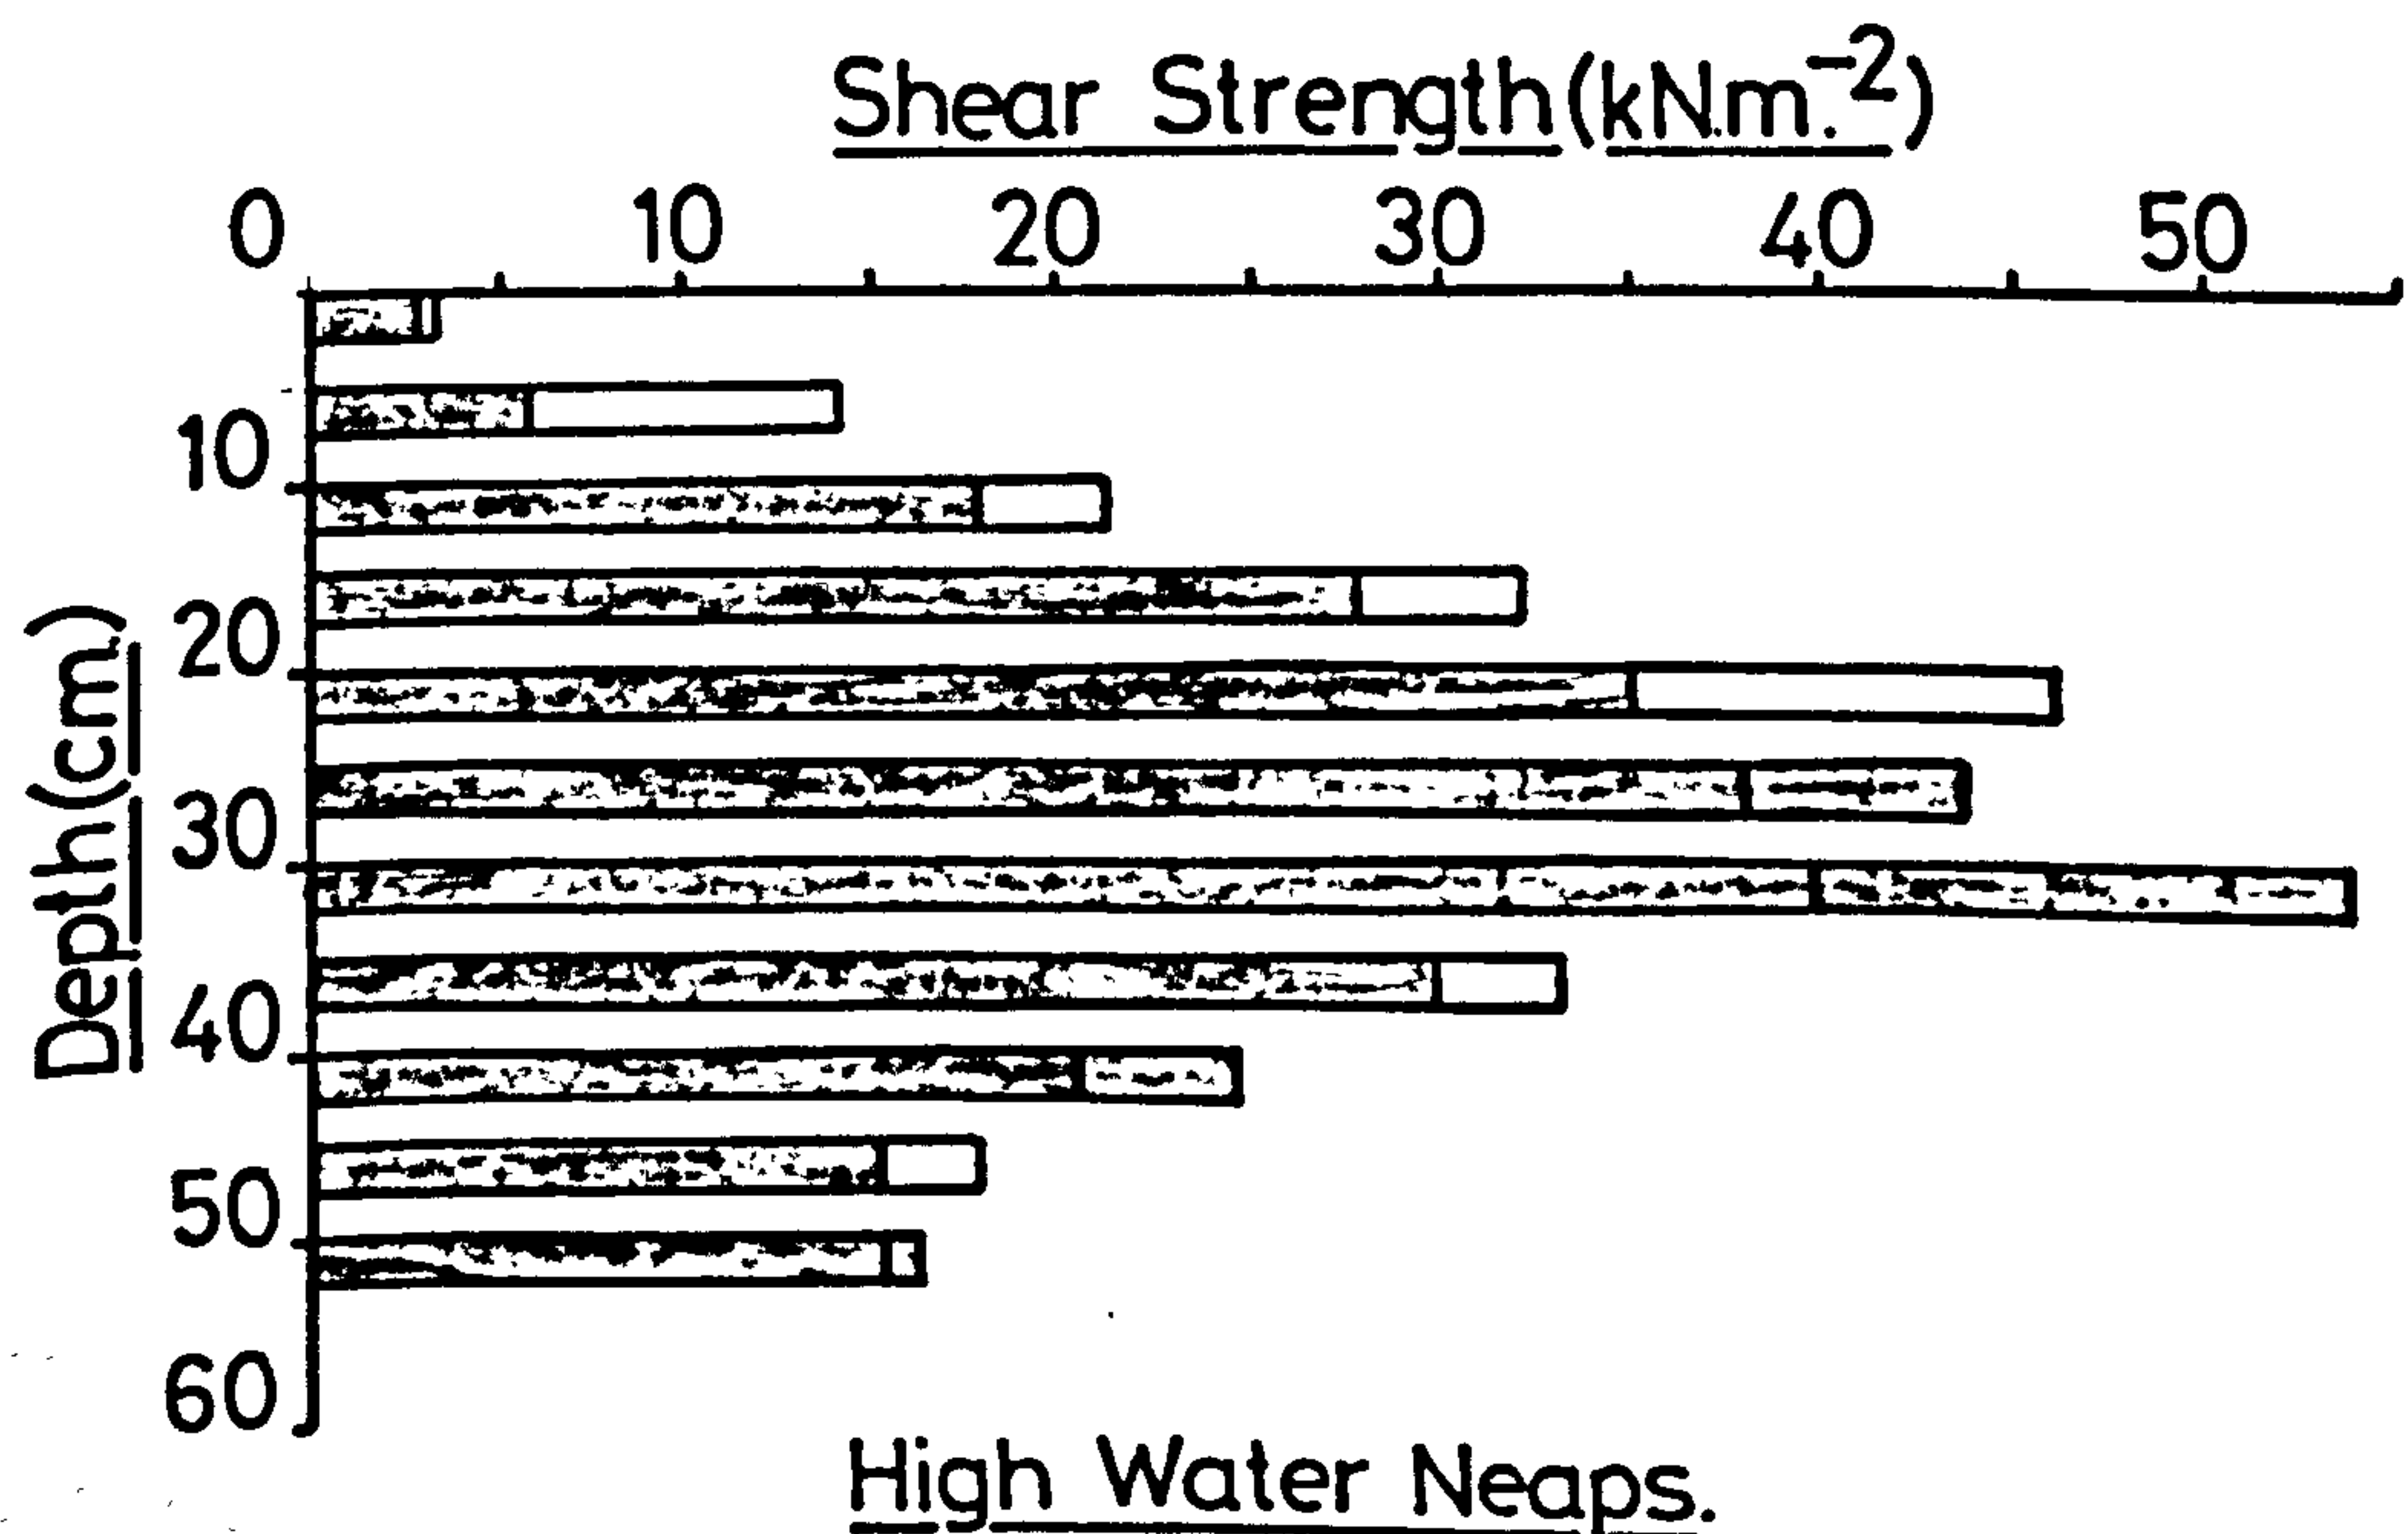 Shear Strength(kN.m.⁻²)
0 10 20 30 40 50
10
20
30
40
50
60
Depth(cm.)
High Water Neaps.